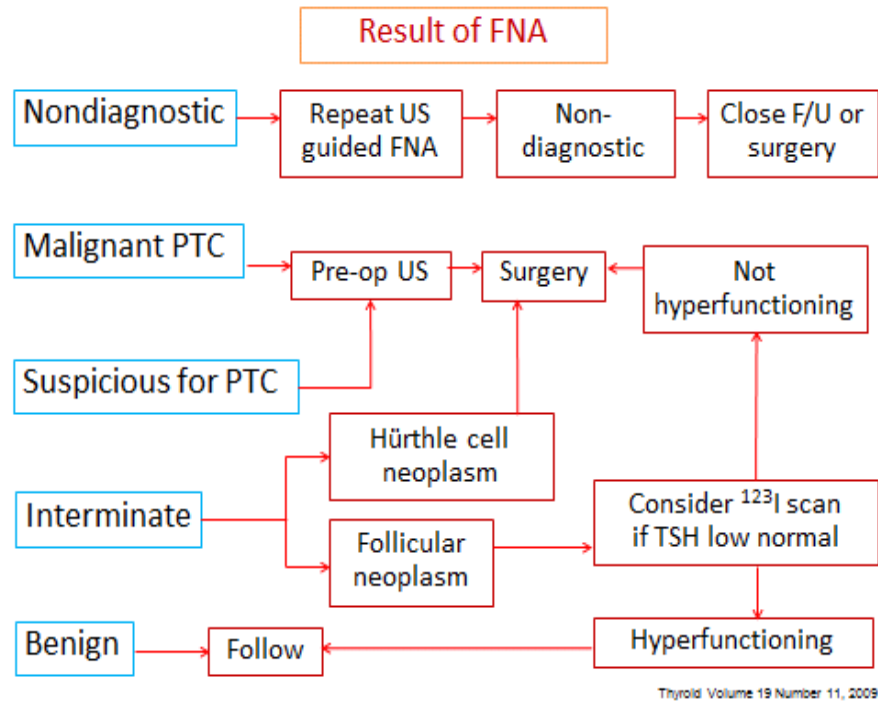 Result of FNA
Nondiagnostic
Repeat US
guided FNA
Non-
diagnostic
Close F/U or
surgery
Malignant PTC
Pre-op US
Surgery
Not
hyperfunctioning
Suspicious for PTC
Hürthle cell
neoplasm
Interminate
Follicular
neoplasm
Consider ¹²³I scan
if TSH low normal
Benign
Follow
Hyperfunctioning
Thyroid Volume 19 Number 11, 2009